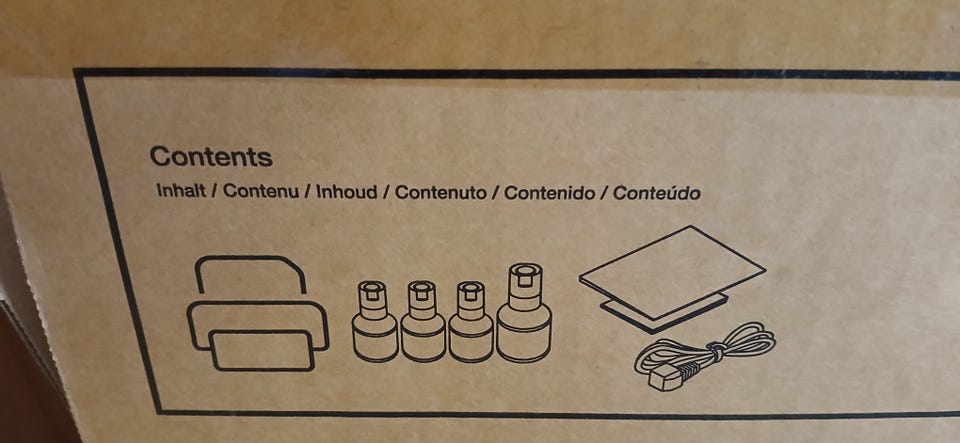 Contents
Inhalt / Contenu / Inhoud / Contenuto / Contenido / Conteúdo